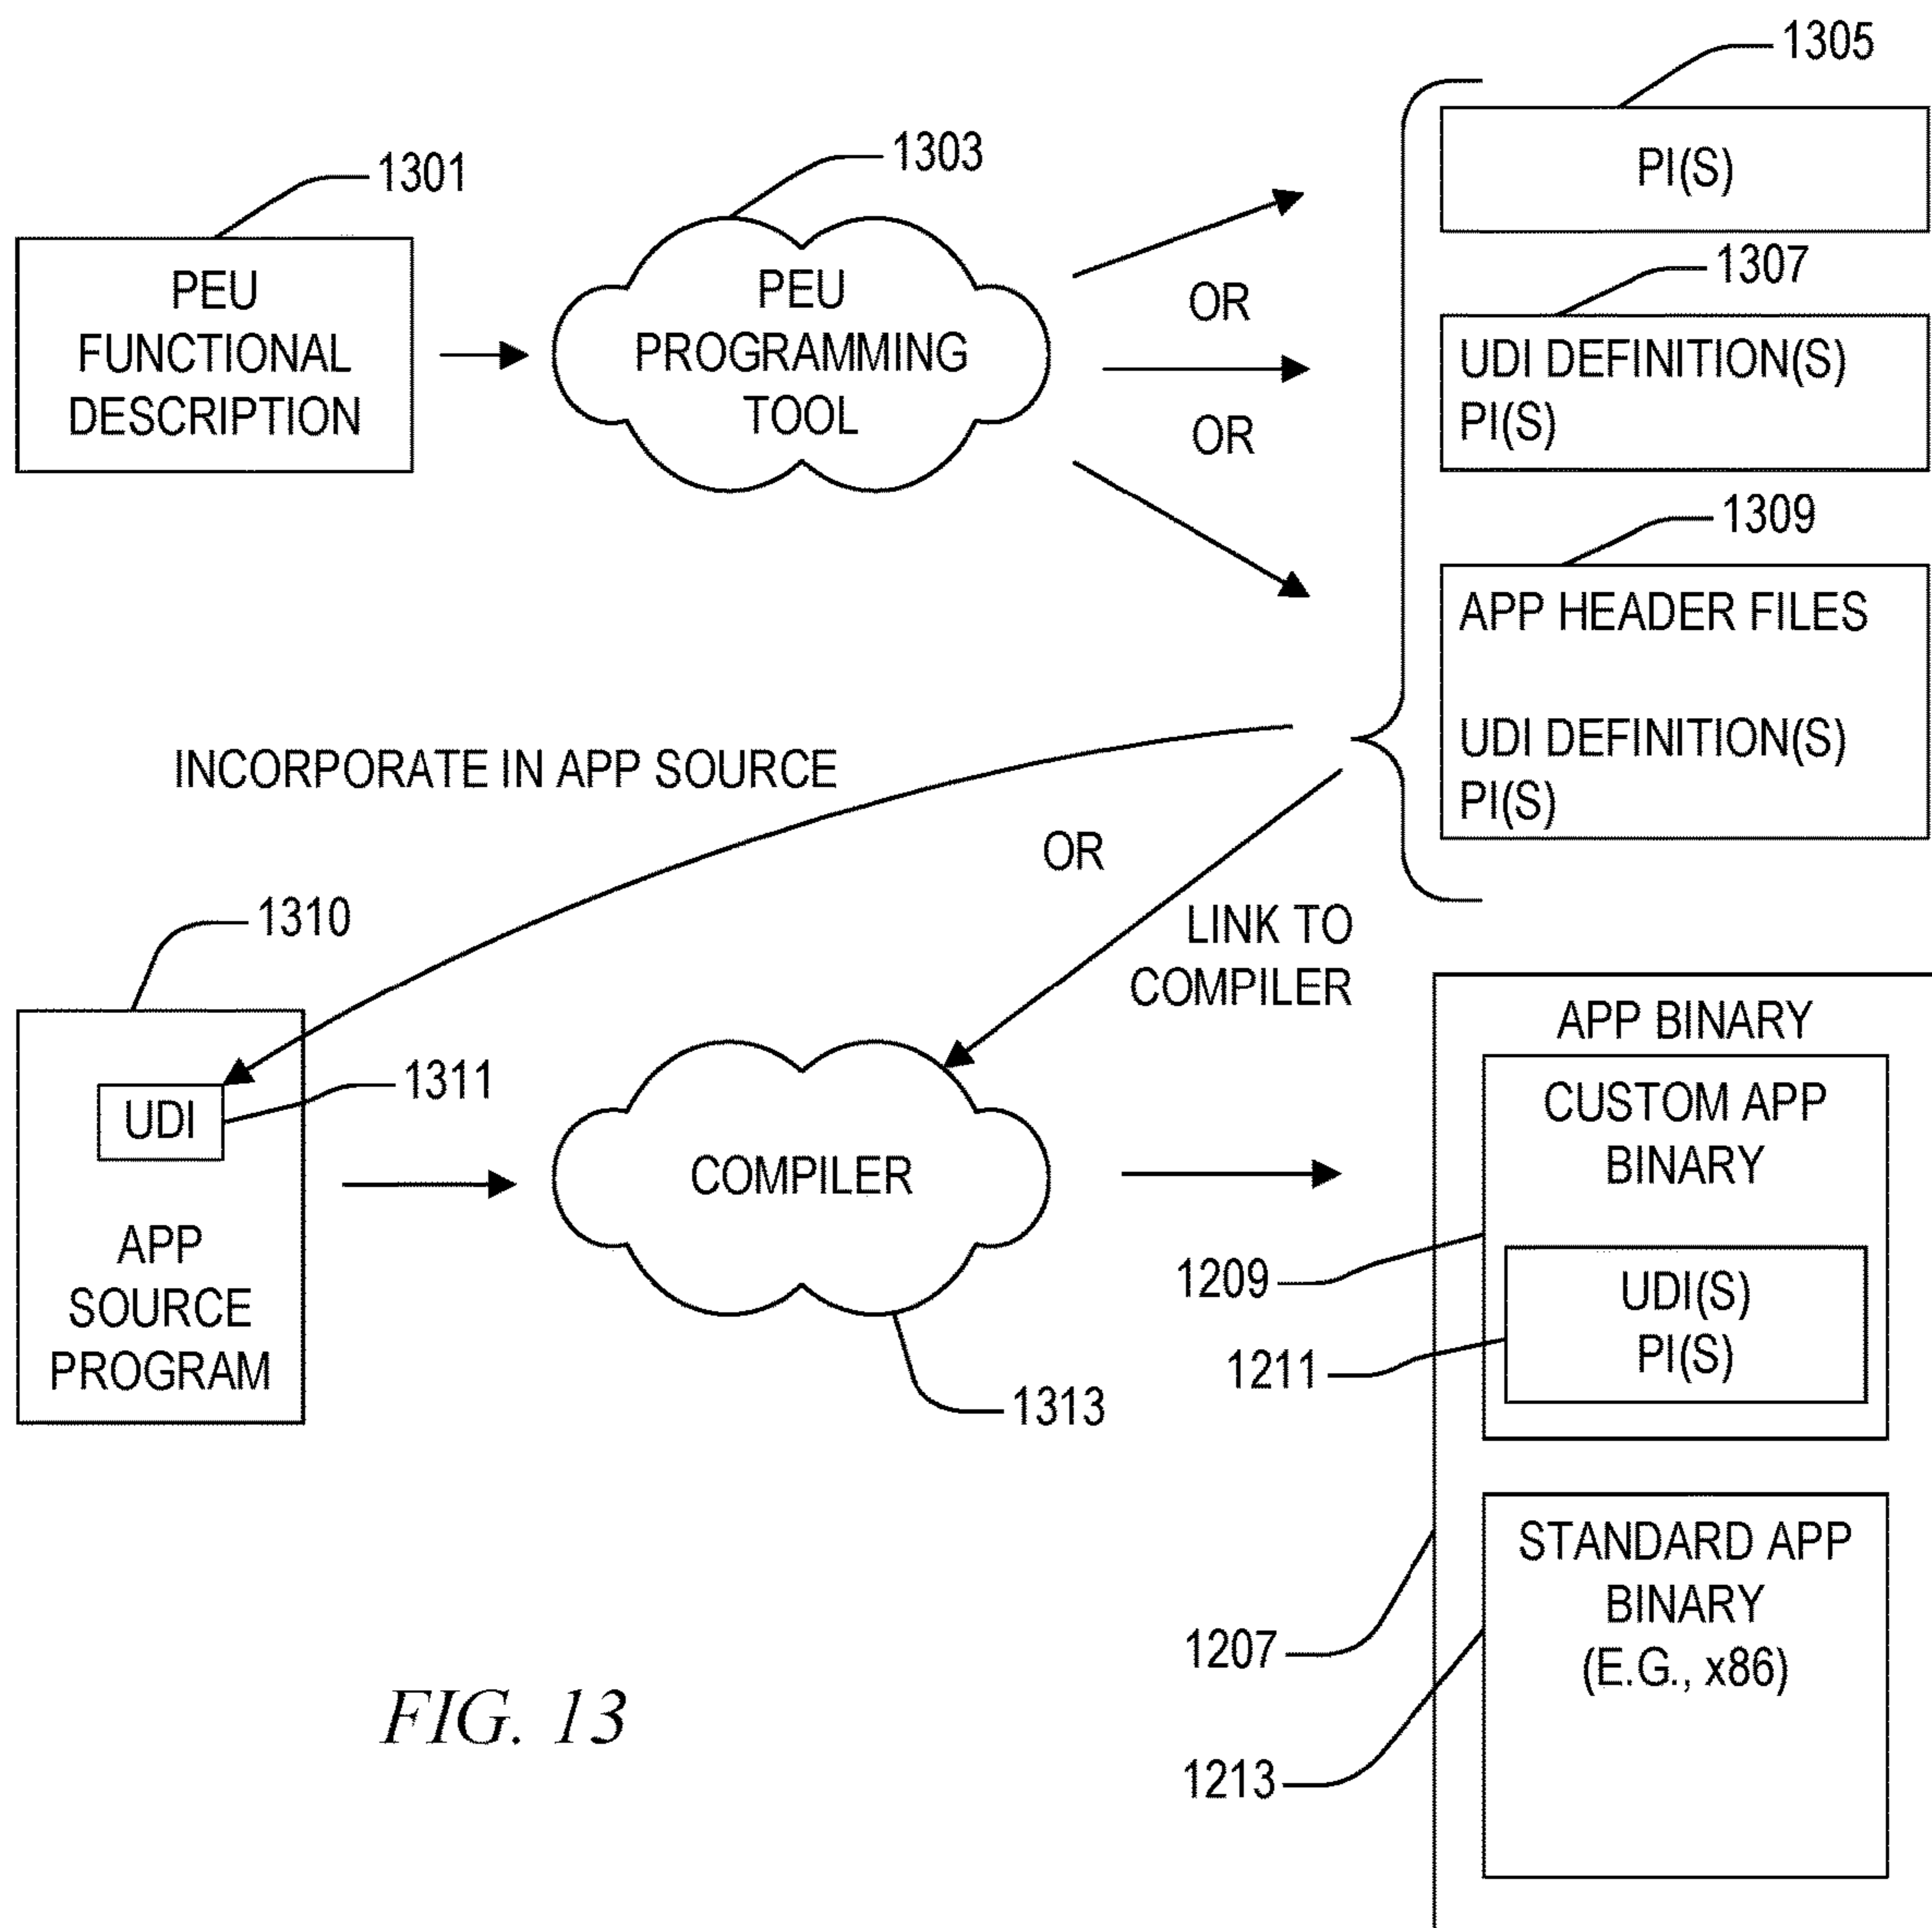 1305
PI(S)
1303
1301
PEU
FUNCTIONAL
DESCRIPTION
PEU
PROGRAMMING
TOOL
OR
OR
1307
UDI DEFINITION(S)
PI(S)
1309
APP HEADER FILES
UDI DEFINITION(S)
PI(S)
INCORPORATE IN APP SOURCE
OR
LINK TO
COMPILER
1310
UDI
1311
APP
SOURCE
PROGRAM
COMPILER
1313
APP BINARY
CUSTOM APP
BINARY
1209
UDI(S)
PI(S)
1211
STANDARD APP
BINARY
(E.G., x86)
1207
1213
FIG. 13